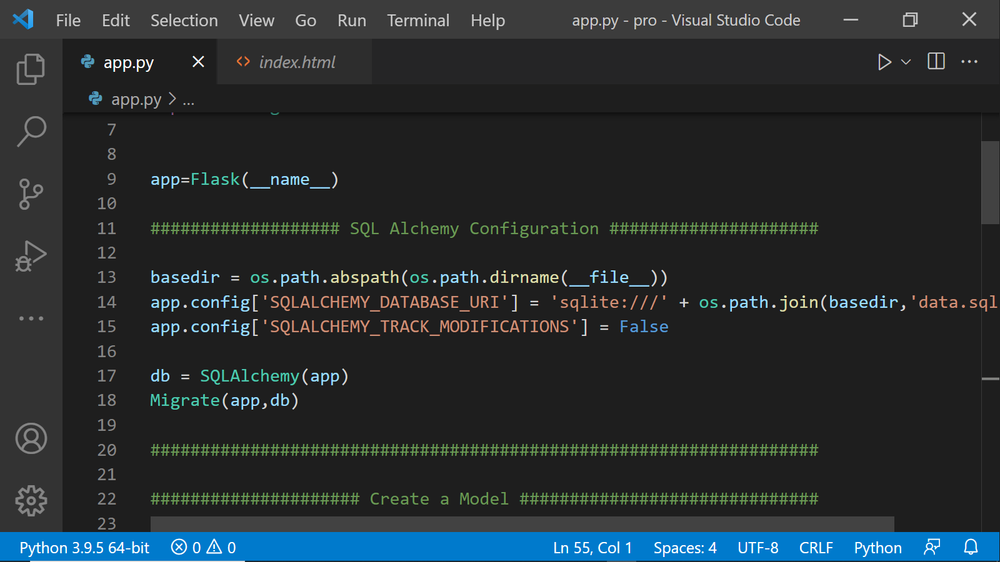 File Edit Selection View Go Run Terminal Help app.py - pro - Visual Studio Code
app.py index.html
app.py > ...
7
8
9 app=Flask(__name__)
10
11 ################### SQL Alchemy Configuration #####################
12
13 basedir = os.path.abspath(os.path.dirname(__file__))
14 app.config['SQLALCHEMY_DATABASE_URI'] = 'sqlite:///' + os.path.join(basedir,'data.sql
15 app.config['SQLALCHEMY_TRACK_MODIFICATIONS'] = False
16
17 db = SQLAlchemy(app)
18 Migrate(app,db)
19
20 ###################################################################
21
22 ##################### Create a Model ##############################
23
Python 3.9.5 64-bit 0 0 Ln 55, Col 1 Spaces: 4 UTF-8 CRLF Python